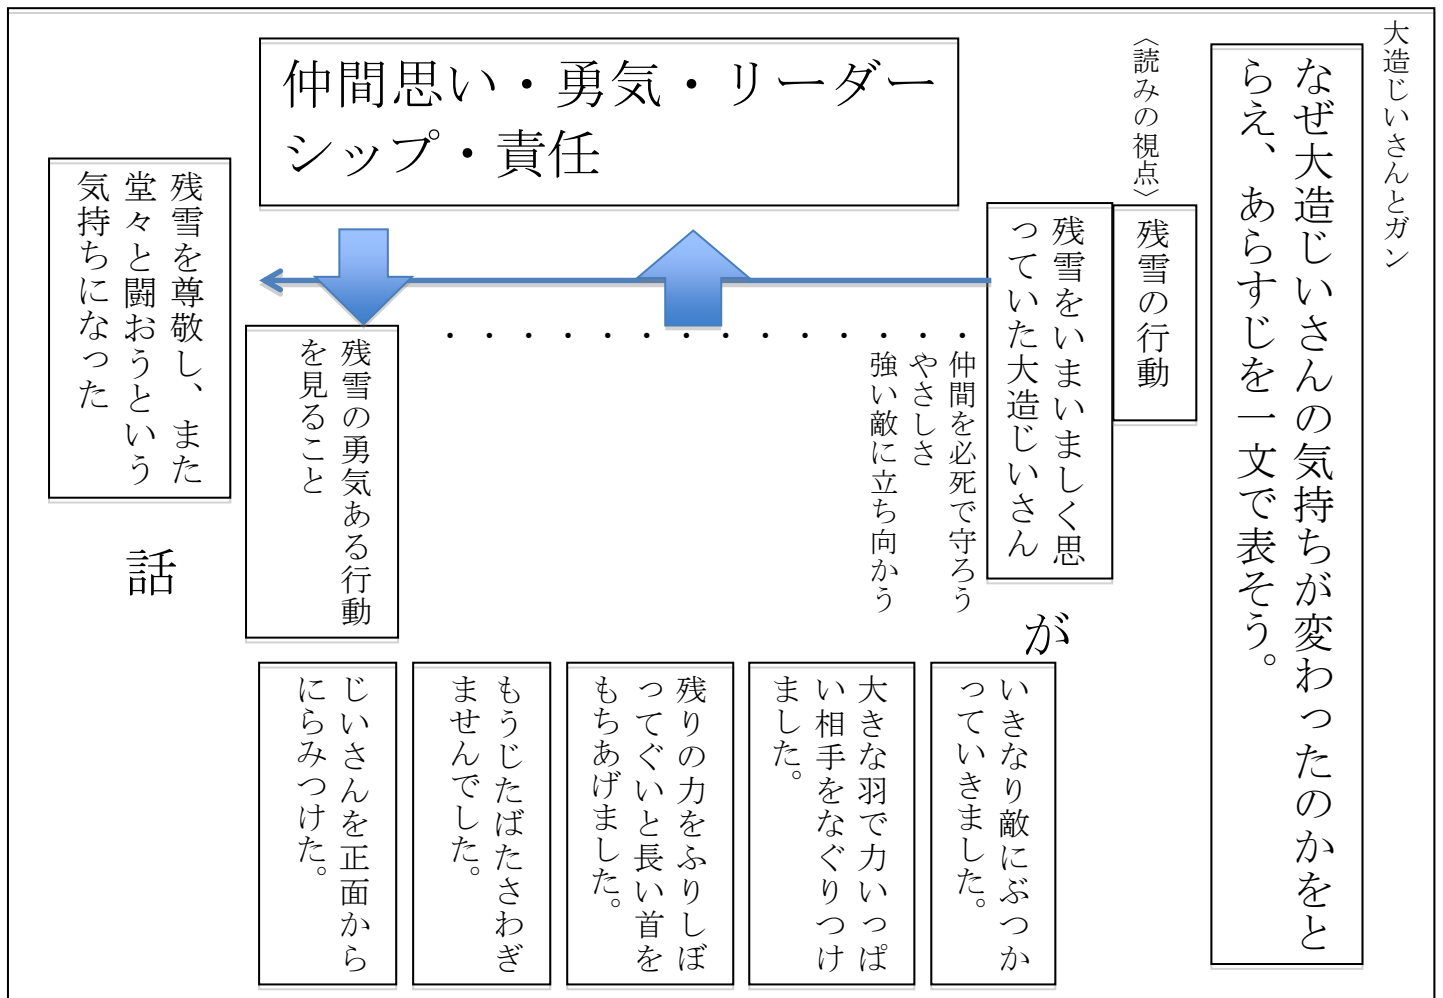 大造じいさんとガン
なぜ大造じいさんの気持ちが変わったのかをと
らえ、あらすじを一文で表そう。
〈読みの視点〉
残雪の行動
残雪をいまいましく思
っていた大造じいさん
が
仲間を必死で守ろう
やさしさ
強い敵に立ち向かう
・・・・・・・・・・・・・・
いきなり敵にぶつか
っていきました。
大きな羽で力いっぱ
い相手をなぐりつけ
ました。
残りの力をふりしぼ
ってぐいと長い首を
もちあげました。
もうじたばたさわぎ
ませんでした。
じいさんを正面から
にらみつけた。
仲間思い・勇気・リーダー
シップ・責任
残雪の勇気ある行動
を見ること
残雪を尊敬し、また
堂々と闘おうという
気持ちになった
話